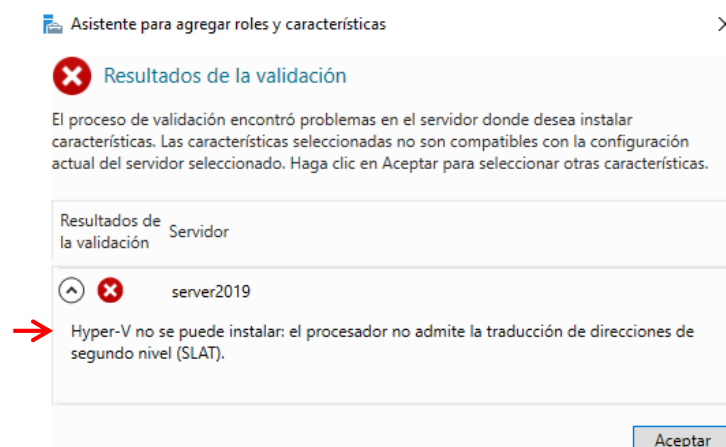 Asistente para agregar roles y características
Resultados de la validación
El proceso de validación encontró problemas en el servidor donde desea instalar
características. Las características seleccionadas no son compatibles con la configuración
actual del servidor seleccionado. Haga clic en Aceptar para seleccionar otras características.
Resultados de
la validación
Servidor
server2019
Hyper-V no se puede instalar: el procesador no admite la traducción de direcciones de
segundo nivel (SLAT).
Aceptar